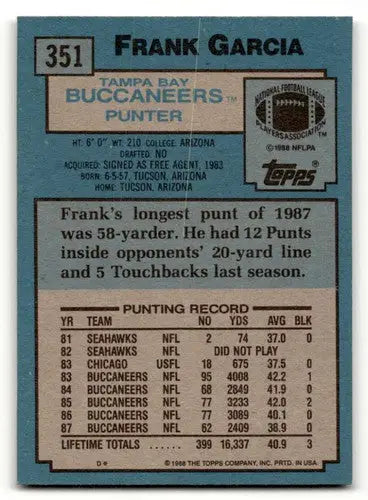 351 FRANK GARCIA
TAMPA BAY
BUCCANEERS™
PUNTER
HT: 6' 0" WT: 210 COLLEGE: ARIZONA
DRAFTED: NO
ACQUIRED: SIGNED AS FREE AGENT, 1983
BORN: 6-5-57, TUCSON, ARIZONA
HOME: TUCSON, ARIZONA
NATIONAL FOOTBALL LEAGUE
PLAYERS ASSOCIATION™
©1988 NFLPA
Topps®
Frank's longest punt of 1987
was 58-yarder. He had 12 Punts
inside opponents' 20-yard line
and 5 Touchbacks last season.
PUNTING RECORD
YR TEAM NO YDS AVG BLK
81 SEAHAWKS NFL 2 74 37.0 0
82 SEAHAWKS NFL DID NOT PLAY
83 CHICAGO USFL 18 675 37.5 0
83 BUCCANEERS NFL 95 4008 42.2 1
84 BUCCANEERS NFL 68 2849 41.9 0
85 BUCCANEERS NFL 77 3233 42.0 2
86 BUCCANEERS NFL 77 3089 40.1 0
87 BUCCANEERS NFL 62 2409 38.9 0
LIFETIME TOTALS ...... 399 16,337 40.9 3
D* ©1988 THE TOPPS COMPANY, INC. PRTD. IN USA